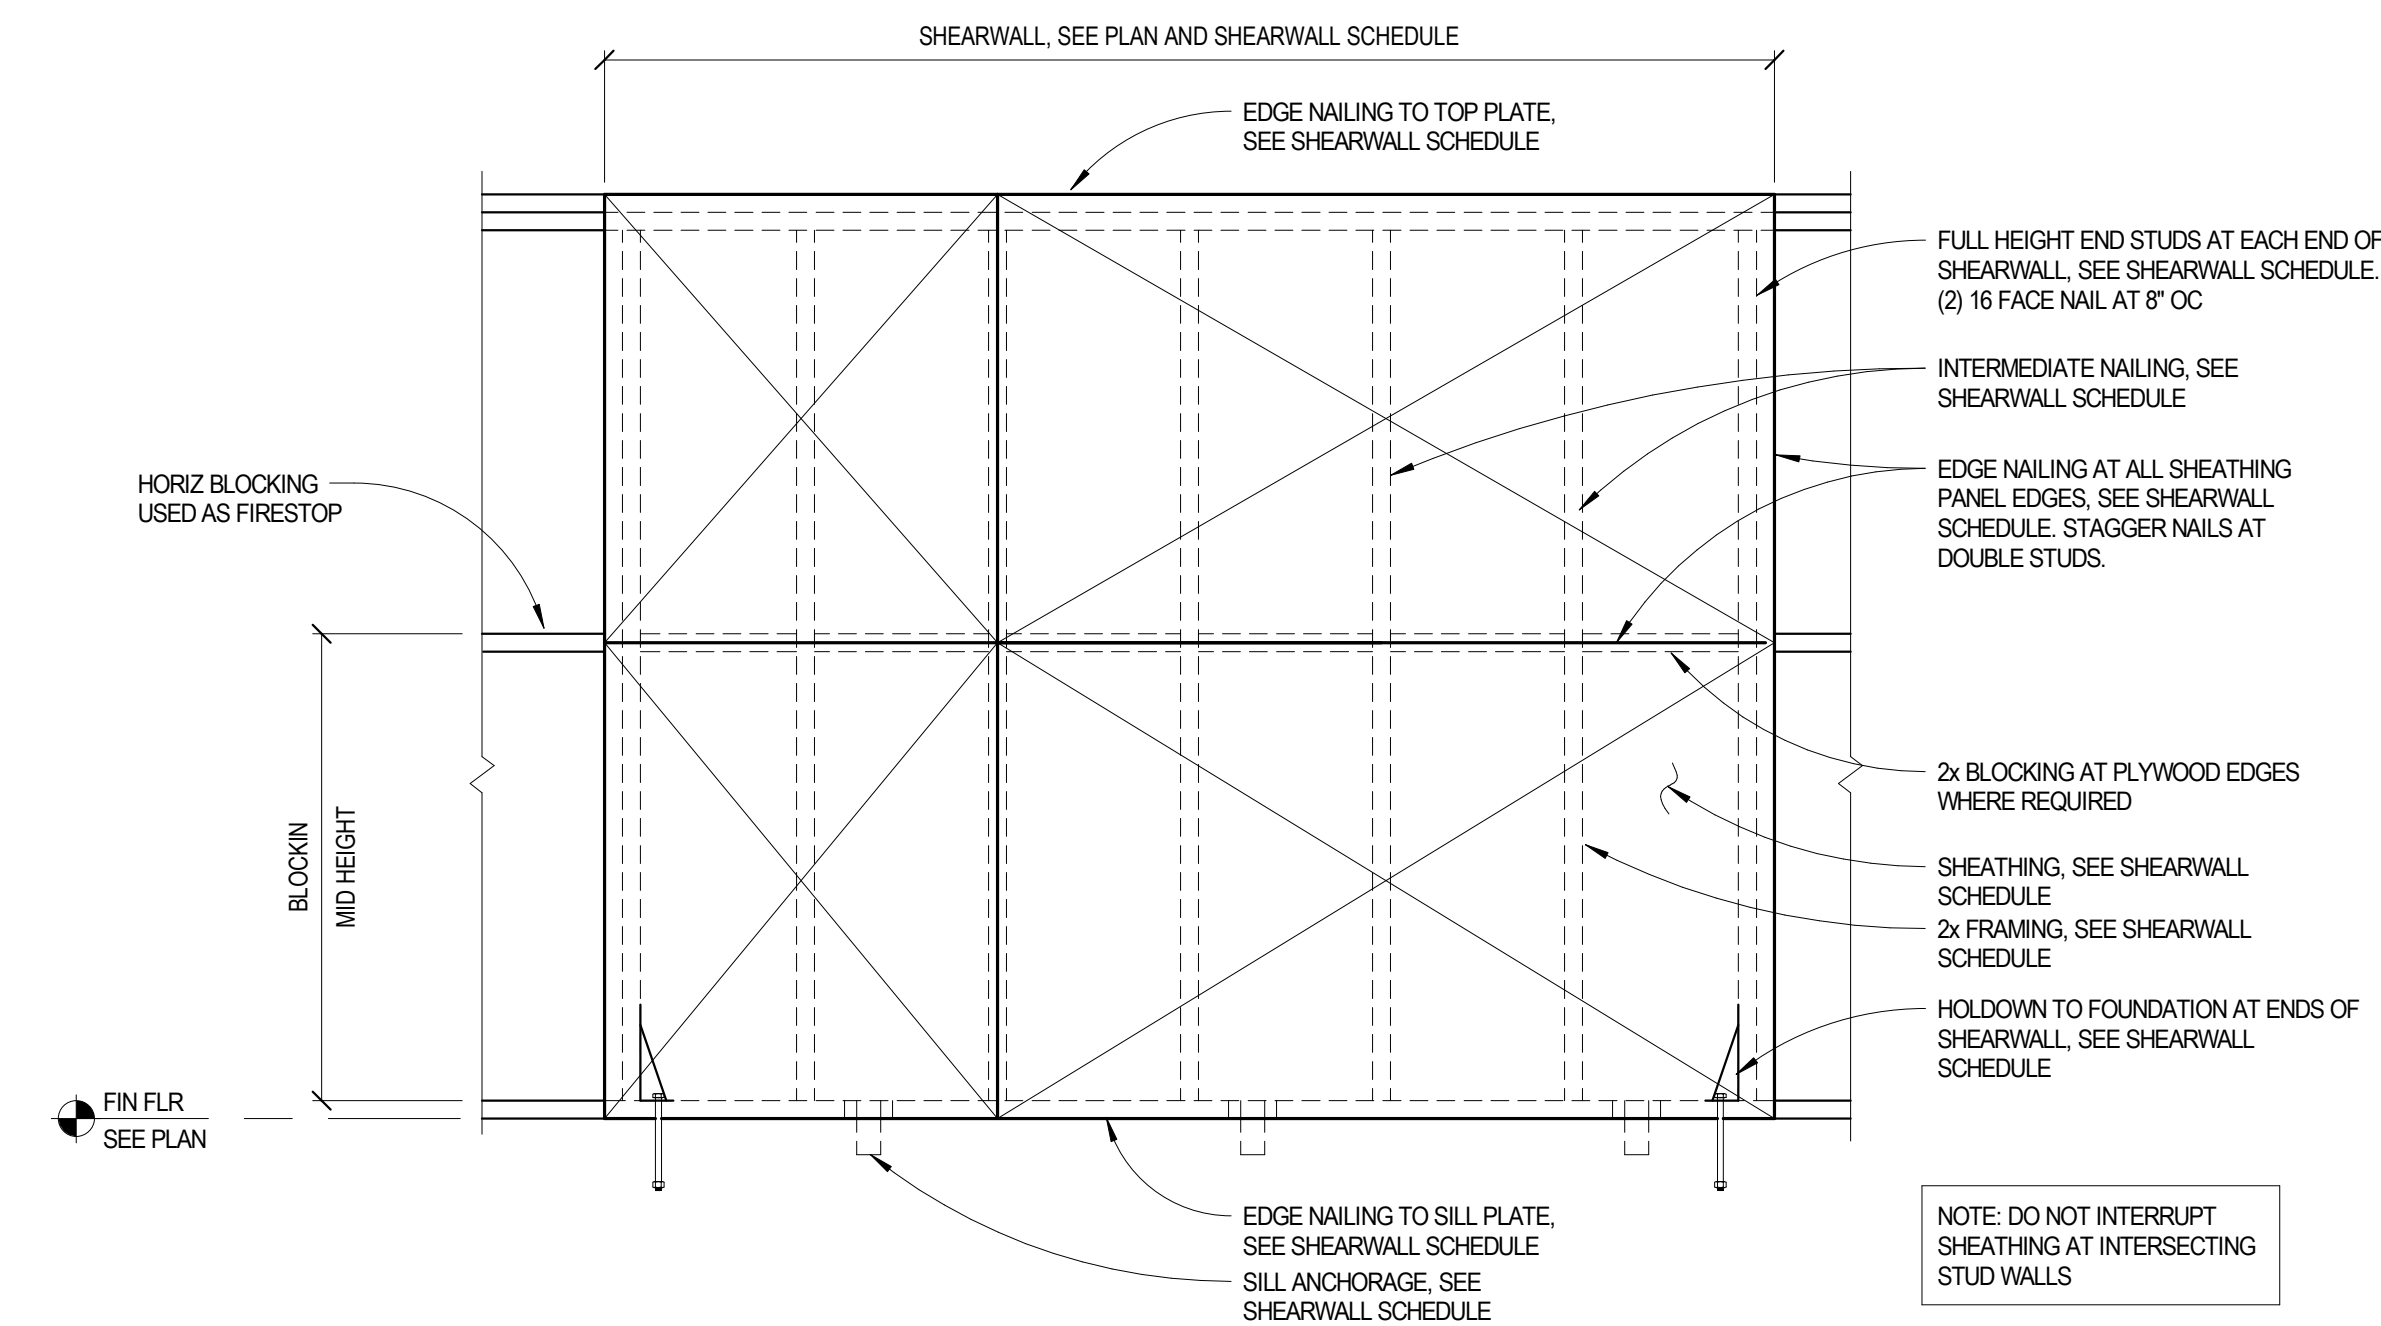 SHEARWALL, SEE PLAN AND SHEARWALL SCHEDULE
EDGE NAILING TO TOP PLATE,
SEE SHEARWALL SCHEDULE
FULL HEIGHT END STUDS AT EACH END OF
SHEARWALL, SEE SHEARWALL SCHEDULE.
(2) 16 FACE NAIL AT 8" OC
INTERMEDIATE NAILING, SEE
SHEARWALL SCHEDULE
HORIZ BLOCKING
USED AS FIRESTOP
EDGE NAILING AT ALL SHEATHING
PANEL EDGES, SEE SHEARWALL
SCHEDULE. STAGGER NAILS AT
DOUBLE STUDS.
2x BLOCKING AT PLYWOOD EDGES
WHERE REQUIRED
BLOCKIN
MID HEIGHT
SHEATHING, SEE SHEARWALL
SCHEDULE
2x FRAMING, SEE SHEARWALL
SCHEDULE
HOLDOWN TO FOUNDATION AT ENDS OF
SHEARWALL, SEE SHEARWALL
SCHEDULE
FIN FLR
SEE PLAN
EDGE NAILING TO SILL PLATE,
SEE SHEARWALL SCHEDULE
SILL ANCHORAGE, SEE
SHEARWALL SCHEDULE
NOTE: DO NOT INTERRUPT
SHEATHING AT INTERSECTING
STUD WALLS